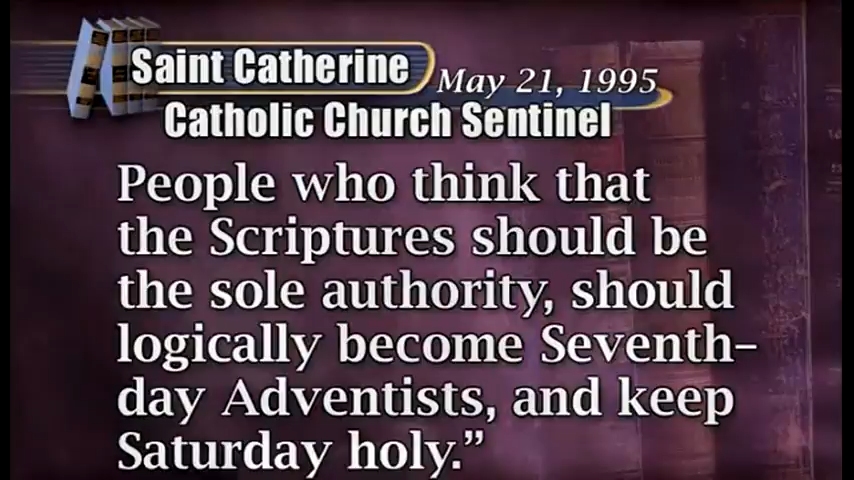 Saint Catherine May 21, 1995
Catholic Church Sentinel
People who think that
the Scriptures should be
the sole authority, should
logically become Seventh-
day Adventists, and keep
Saturday holy.”